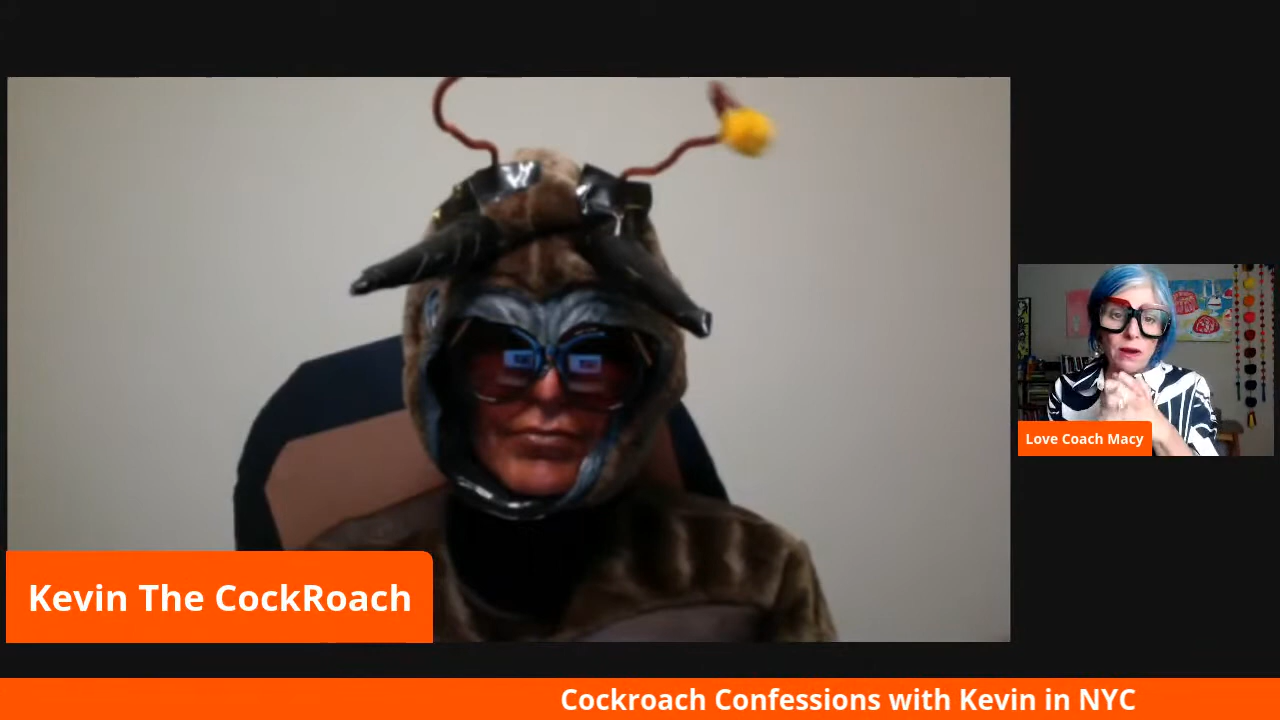 Love Coach Macy
Kevin The CockRoach
Cockroach Confessions with Kevin in NYC